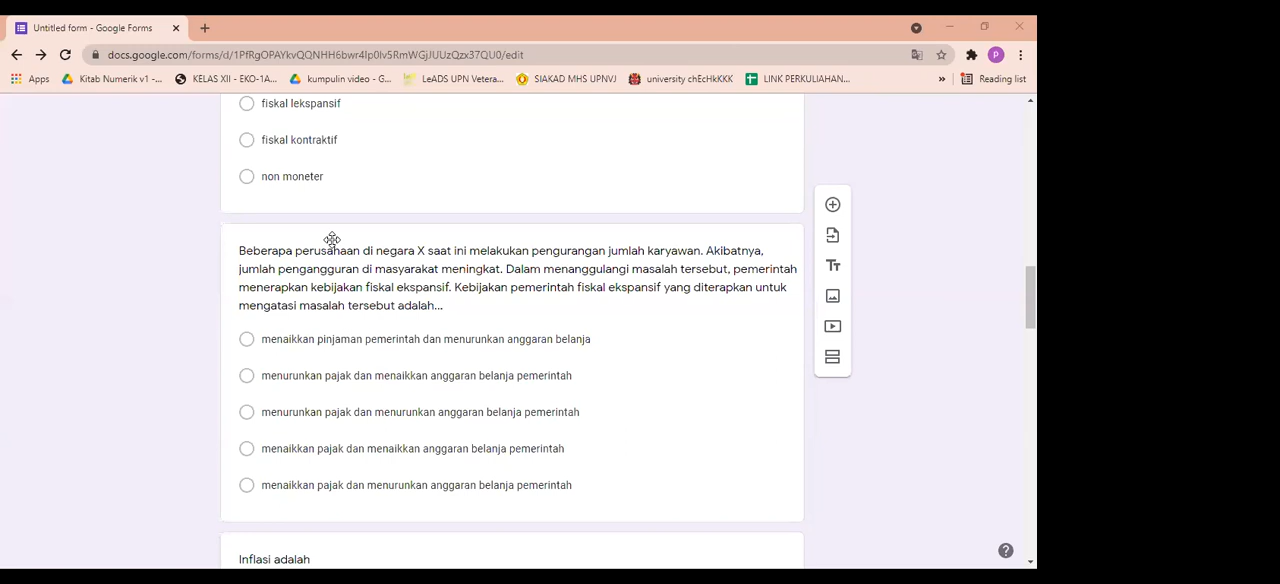 Untitled form - Google Forms
docs.google.com/forms/d/1PfRgOPAYkvQQNHH6bwr4Ip0Iv5RmWGjJUUzQzx37QU0/edit
P
Apps Kitab Numerik v1 -... KELAS XII - EKO-1A... kumpulin video - G... LeADS UPN Vetera... SIAKAD MHS UPNVJ university chEcHkKKK LINK PERKULIAHAN... » Reading list
fiskal lekspansif
fiskal kontraktif
non moneter
Beberapa perusahaan di negara X saat ini melakukan pengurangan jumlah karyawan. Akibatnya,
jumlah pengangguran di masyarakat meningkat. Dalam menanggulangi masalah tersebut, pemerintah
menerapkan kebijakan fiskal ekspansif. Kebijakan pemerintah fiskal ekspansif yang diterapkan untuk
mengatasi masalah tersebut adalah...
menaikkan pinjaman pemerintah dan menurunkan anggaran belanja
menurunkan pajak dan menaikkan anggaran belanja pemerintah
menurunkan pajak dan menurunkan anggaran belanja pemerintah
menaikkan pajak dan menaikkan anggaran belanja pemerintah
menaikkan pajak dan menurunkan anggaran belanja pemerintah
Inflasi adalah
Tт